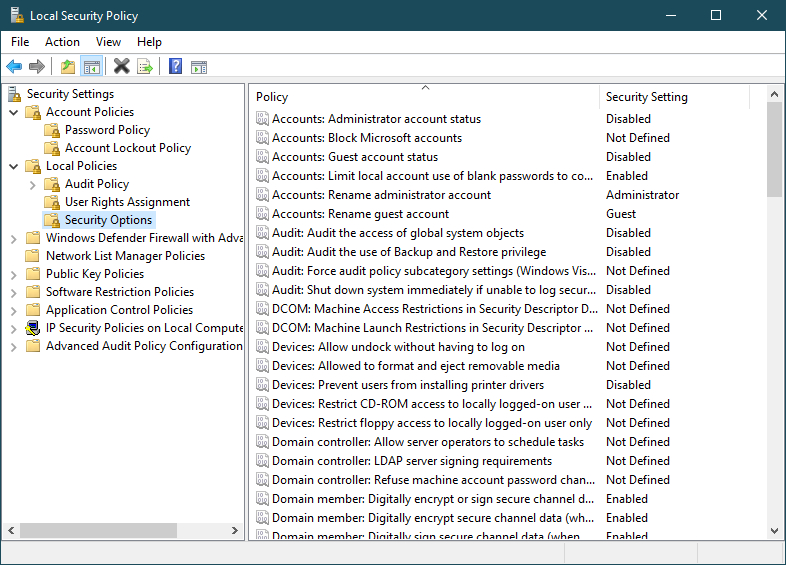 Local Security Policy
File Action View Help
Security Settings
Account Policies
Password Policy
Account Lockout Policy
Local Policies
Audit Policy
User Rights Assignment
Security Options
Windows Defender Firewall with Adva
Network List Manager Policies
Public Key Policies
Software Restriction Policies
Application Control Policies
IP Security Policies on Local Compute
Advanced Audit Policy Configuration
Policy Security Setting
Accounts: Administrator account status Disabled
Accounts: Block Microsoft accounts Not Defined
Accounts: Guest account status Disabled
Accounts: Limit local account use of blank passwords to co... Enabled
Accounts: Rename administrator account Administrator
Accounts: Rename guest account Guest
Audit: Audit the access of global system objects Disabled
Audit: Audit the use of Backup and Restore privilege Disabled
Audit: Force audit policy subcategory settings (Windows Vis... Not Defined
Audit: Shut down system immediately if unable to log secur... Disabled
DCOM: Machine Access Restrictions in Security Descriptor D... Not Defined
DCOM: Machine Launch Restrictions in Security Descriptor ... Not Defined
Devices: Allow undock without having to log on Not Defined
Devices: Allowed to format and eject removable media Not Defined
Devices: Prevent users from installing printer drivers Disabled
Devices: Restrict CD-ROM access to locally logged-on user ... Not Defined
Devices: Restrict floppy access to locally logged-on user only Not Defined
Domain controller: Allow server operators to schedule tasks Not Defined
Domain controller: LDAP server signing requirements Not Defined
Domain controller: Refuse machine account password chan... Not Defined
Domain member: Digitally encrypt or sign secure channel d... Enabled
Domain member: Digitally encrypt secure channel data (wh... Enabled
Domain member: Digitally sign secure channel data (when Enabled